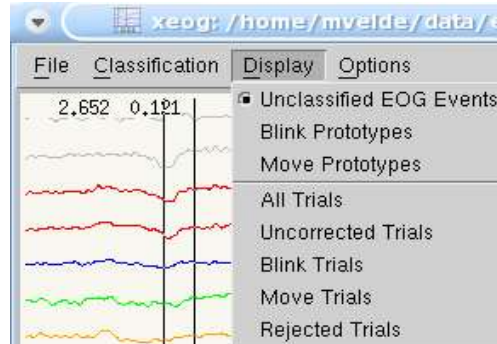 xeog: /home/mvelde/data/e
File Classification Display Options
2.652 0.121
Unclassified EOG Events
Blink Prototypes
Move Prototypes
All Trials
Uncorrected Trials
Blink Trials
Move Trials
Rejected Trials